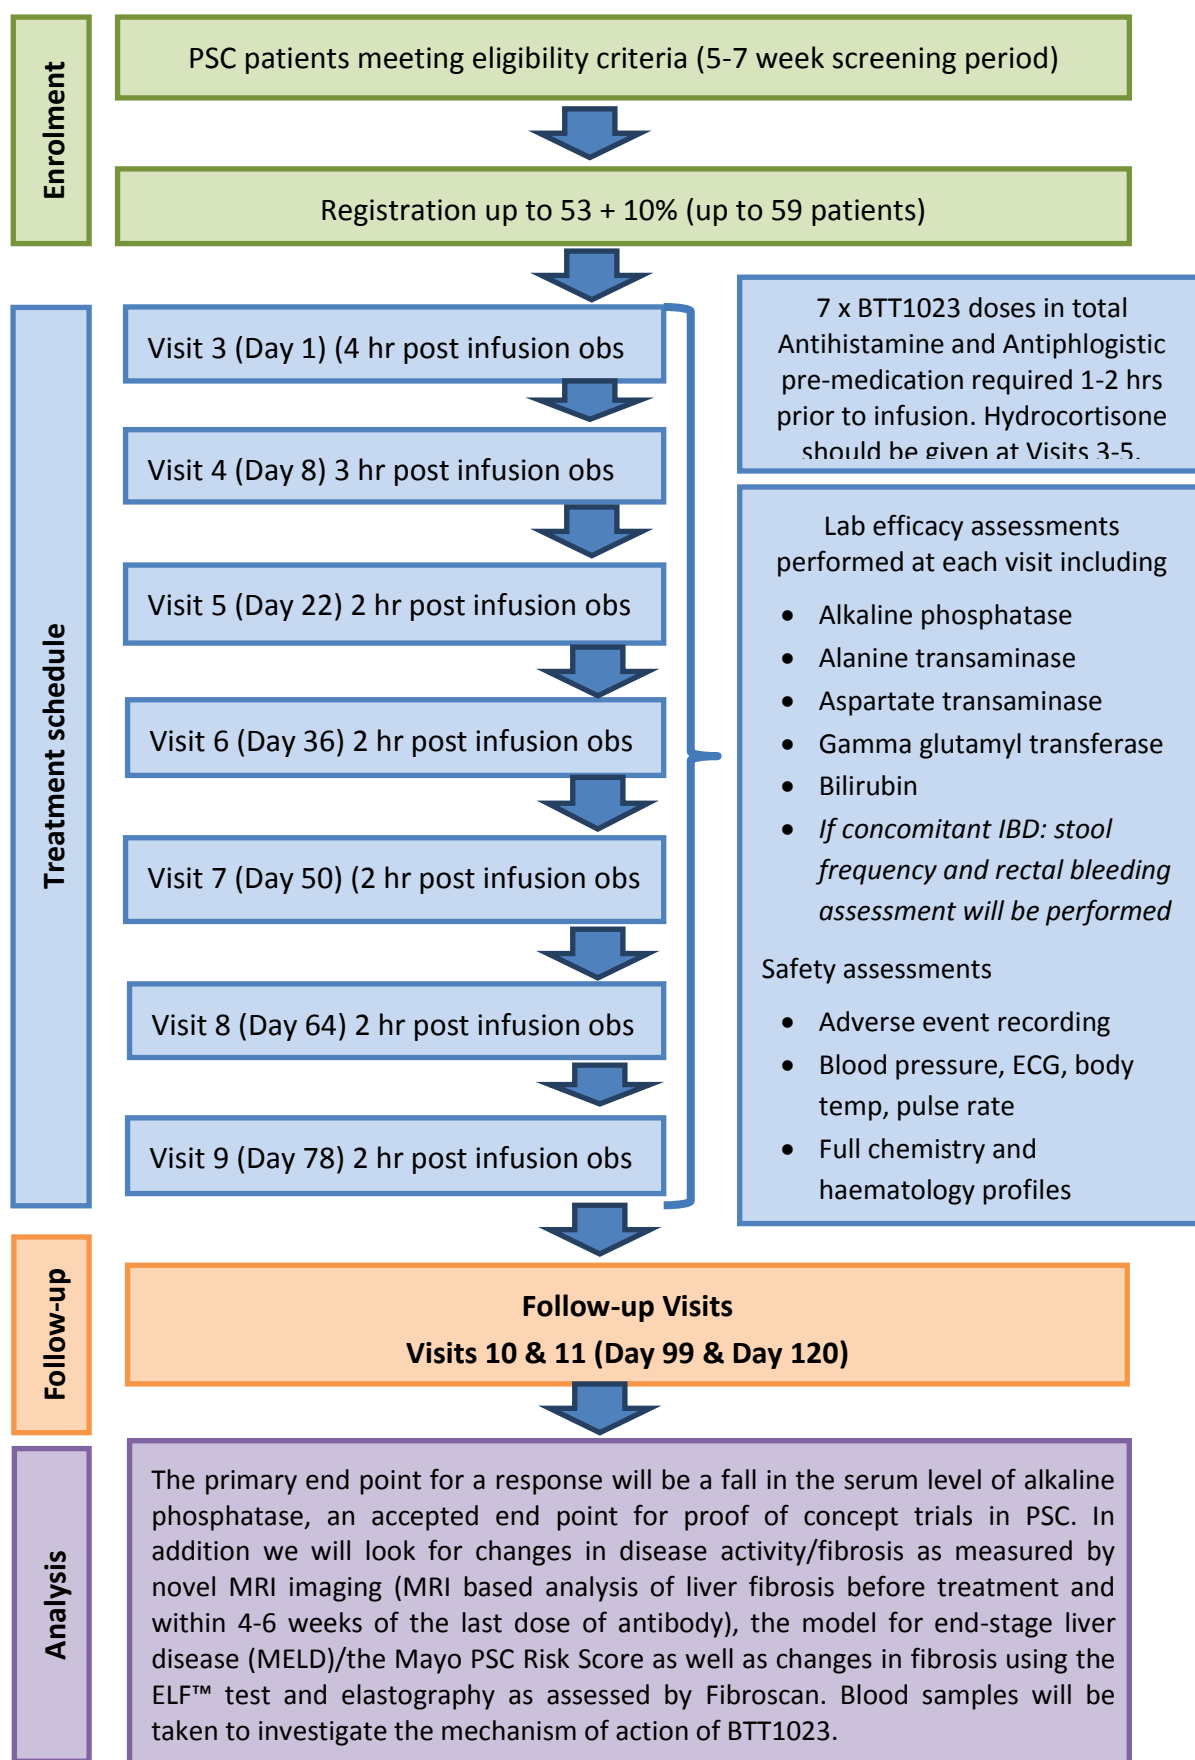 Enrolment
PSC patients meeting eligibility criteria (5-7 week screening period)
Registration up to 53 + 10% (up to 59 patients)
Treatment schedule
Visit 3 (Day 1) (4 hr post infusion obs
Visit 4 (Day 8) 3 hr post infusion obs
Visit 5 (Day 22) 2 hr post infusion obs
Visit 6 (Day 36) 2 hr post infusion obs
Visit 7 (Day 50) (2 hr post infusion obs
Visit 8 (Day 64) 2 hr post infusion obs
Visit 9 (Day 78) 2 hr post infusion obs
7 x BTT1023 doses in total
Antihistamine and Antiphlogistic
pre-medication required 1-2 hrs
prior to infusion. Hydrocortisone
should be given at Visits 3-5.
Lab efficacy assessments
performed at each visit including
• Alkaline phosphatase
• Alanine transaminase
• Aspartate transaminase
• Gamma glutamyl transferase
• Bilirubin
• If concomitant IBD: stool
frequency and rectal bleeding
assessment will be performed
Safety assessments
• Adverse event recording
• Blood pressure, ECG, body
temp, pulse rate
• Full chemistry and
haematology profiles
Follow-up
Follow-up Visits
Visits 10 & 11 (Day 99 & Day 120)
Analysis
The primary end point for a response will be a fall in the serum level of alkaline
phosphatase, an accepted end point for proof of concept trials in PSC. In
addition we will look for changes in disease activity/fibrosis as measured by
novel MRI imaging (MRI based analysis of liver fibrosis before treatment and
within 4-6 weeks of the last dose of antibody), the model for end-stage liver
disease (MELD)/the Mayo PSC Risk Score as well as changes in fibrosis using the
ELF™ test and elastography as assessed by Fibroscan. Blood samples will be
taken to investigate the mechanism of action of BTT1023.